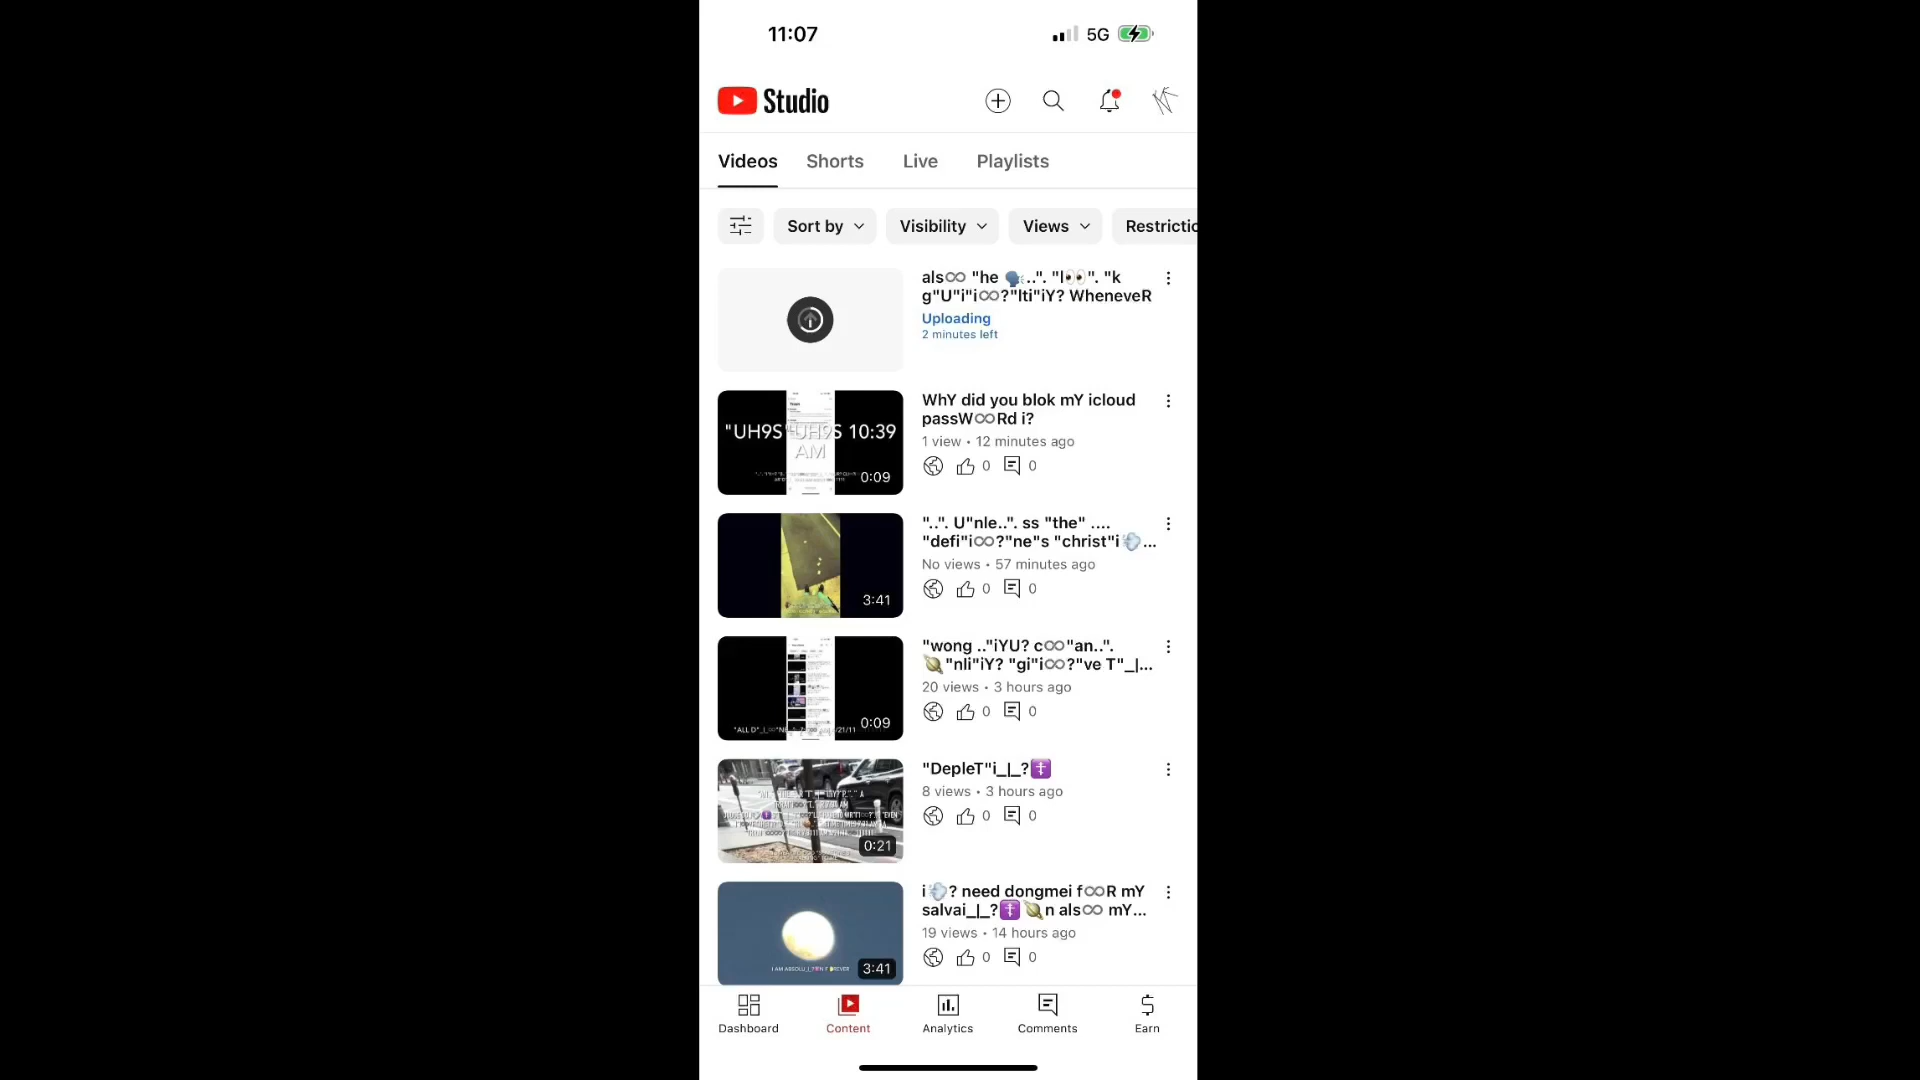 11:07
5G
Studio
Videos Shorts Live Playlists
Sort by Visibility Views Restrictio
als∞ "he 🗣️..". "l👀". "k
g"U"i"i∞?"lti"iY? WheneveR
Uploading
2 minutes left
"UH9S"UH9S 10:39
AM
0:09
WhY did you blok mY icloud
passW∞Rd i?
1 view • 12 minutes ago
0 0
3:41
"..". U"nle..". ss "the" ....
"defi"i∞?"ne"s "christ"i💨...
No views • 57 minutes ago
0 0
0:09
"wong .."iYU? c∞"an..".
🪐"nli"iY? "gi"i∞?"ve T"_|...
20 views • 3 hours ago
0 0
0:21
"DepleT"i_|_?☦️
8 views • 3 hours ago
0 0
3:41
i💨? need dongmei f∞R mY
salvai_|_?☦️🪐n als∞ mY...
19 views • 14 hours ago
0 0
Dashboard Content Analytics Comments Earn